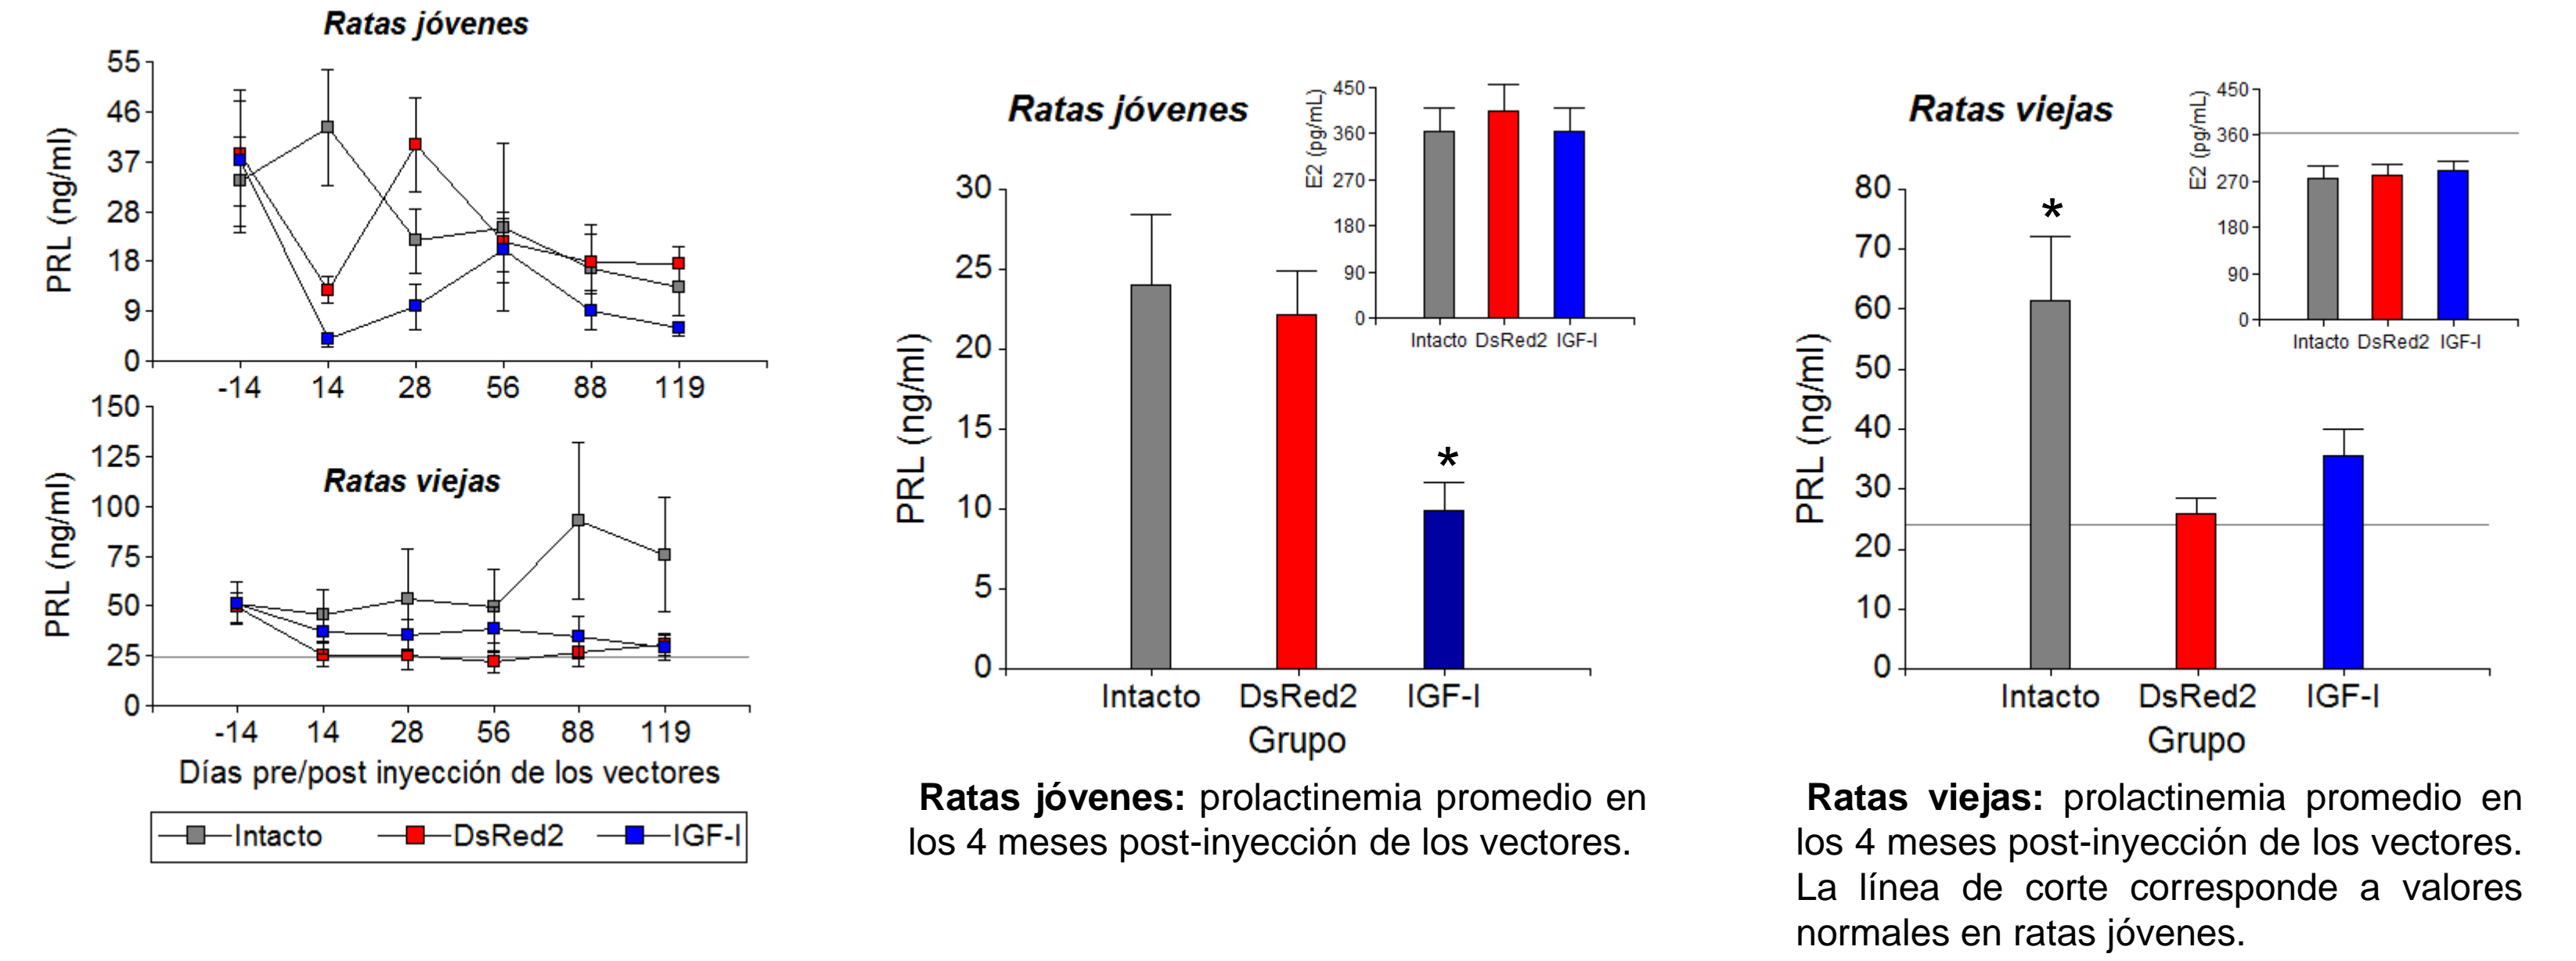 Ratas jóvenes
PRL (ng/ml)
55
46
37
28
18
9
0
-14 14 28 56 88 119
Ratas viejas
PRL (ng/ml)
150
125
100
75
50
25
0
-14 14 28 56 88 119
Días pre/post inyección de los vectores
Intacto DsRed2 IGF-I
Ratas jóvenes
PRL (ng/ml)
30
25
20
15
10
5
0
*
Intacto DsRed2 IGF-I
Grupo
E2 (pg/mL)
450
360
270
180
90
0
Intacto DsRed2 IGF-I
Ratas jóvenes: prolactinemia promedio en
los 4 meses post-inyección de los vectores.
Ratas viejas
PRL (ng/ml)
80
70
60
50
40
30
20
10
0
*
Intacto DsRed2 IGF-I
Grupo
E2 (pg/mL)
450
360
270
180
90
0
Intacto DsRed2 IGF-I
Ratas viejas: prolactinemia promedio en
los 4 meses post-inyección de los vectores.
La línea de corte corresponde a valores
normales en ratas jóvenes.